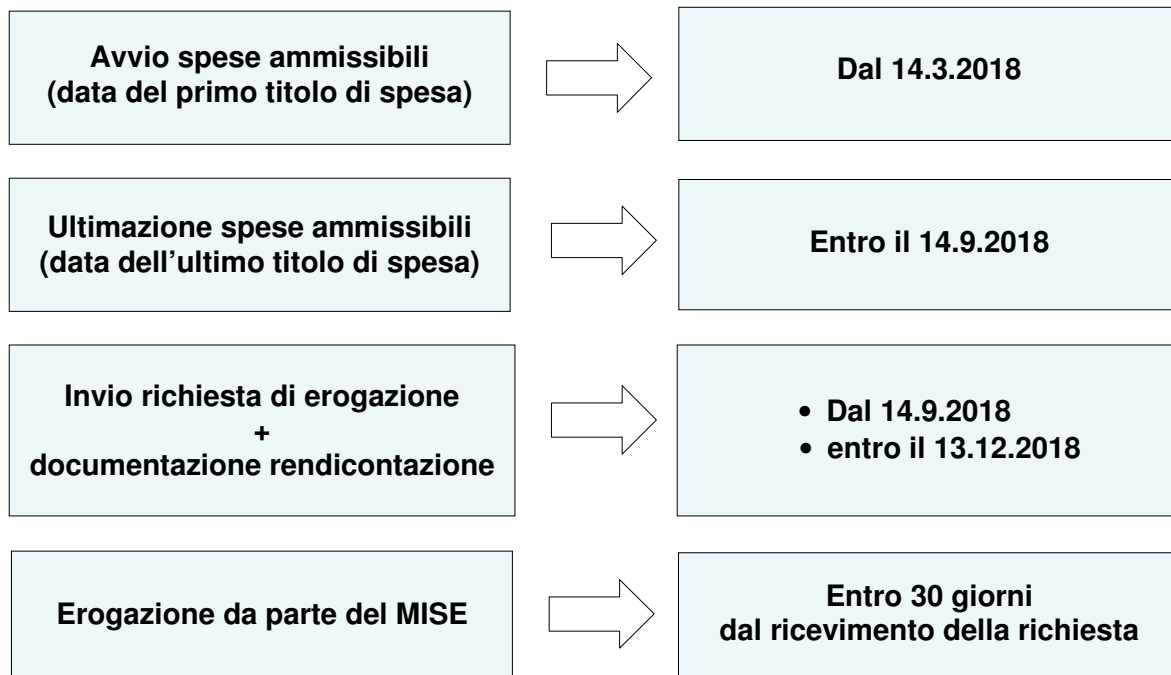 Avvio spese ammissibili
(data del primo titolo di spesa)
Dal 14.3.2018
Ultimazione spese ammissibili
(data dell’ultimo titolo di spesa)
Entro il 14.9.2018
Invio richiesta di erogazione
+
documentazione rendicontazione
• Dal 14.9.2018
• entro il 13.12.2018
Erogazione da parte del MISE
Entro 30 giorni
dal ricevimento della richiesta